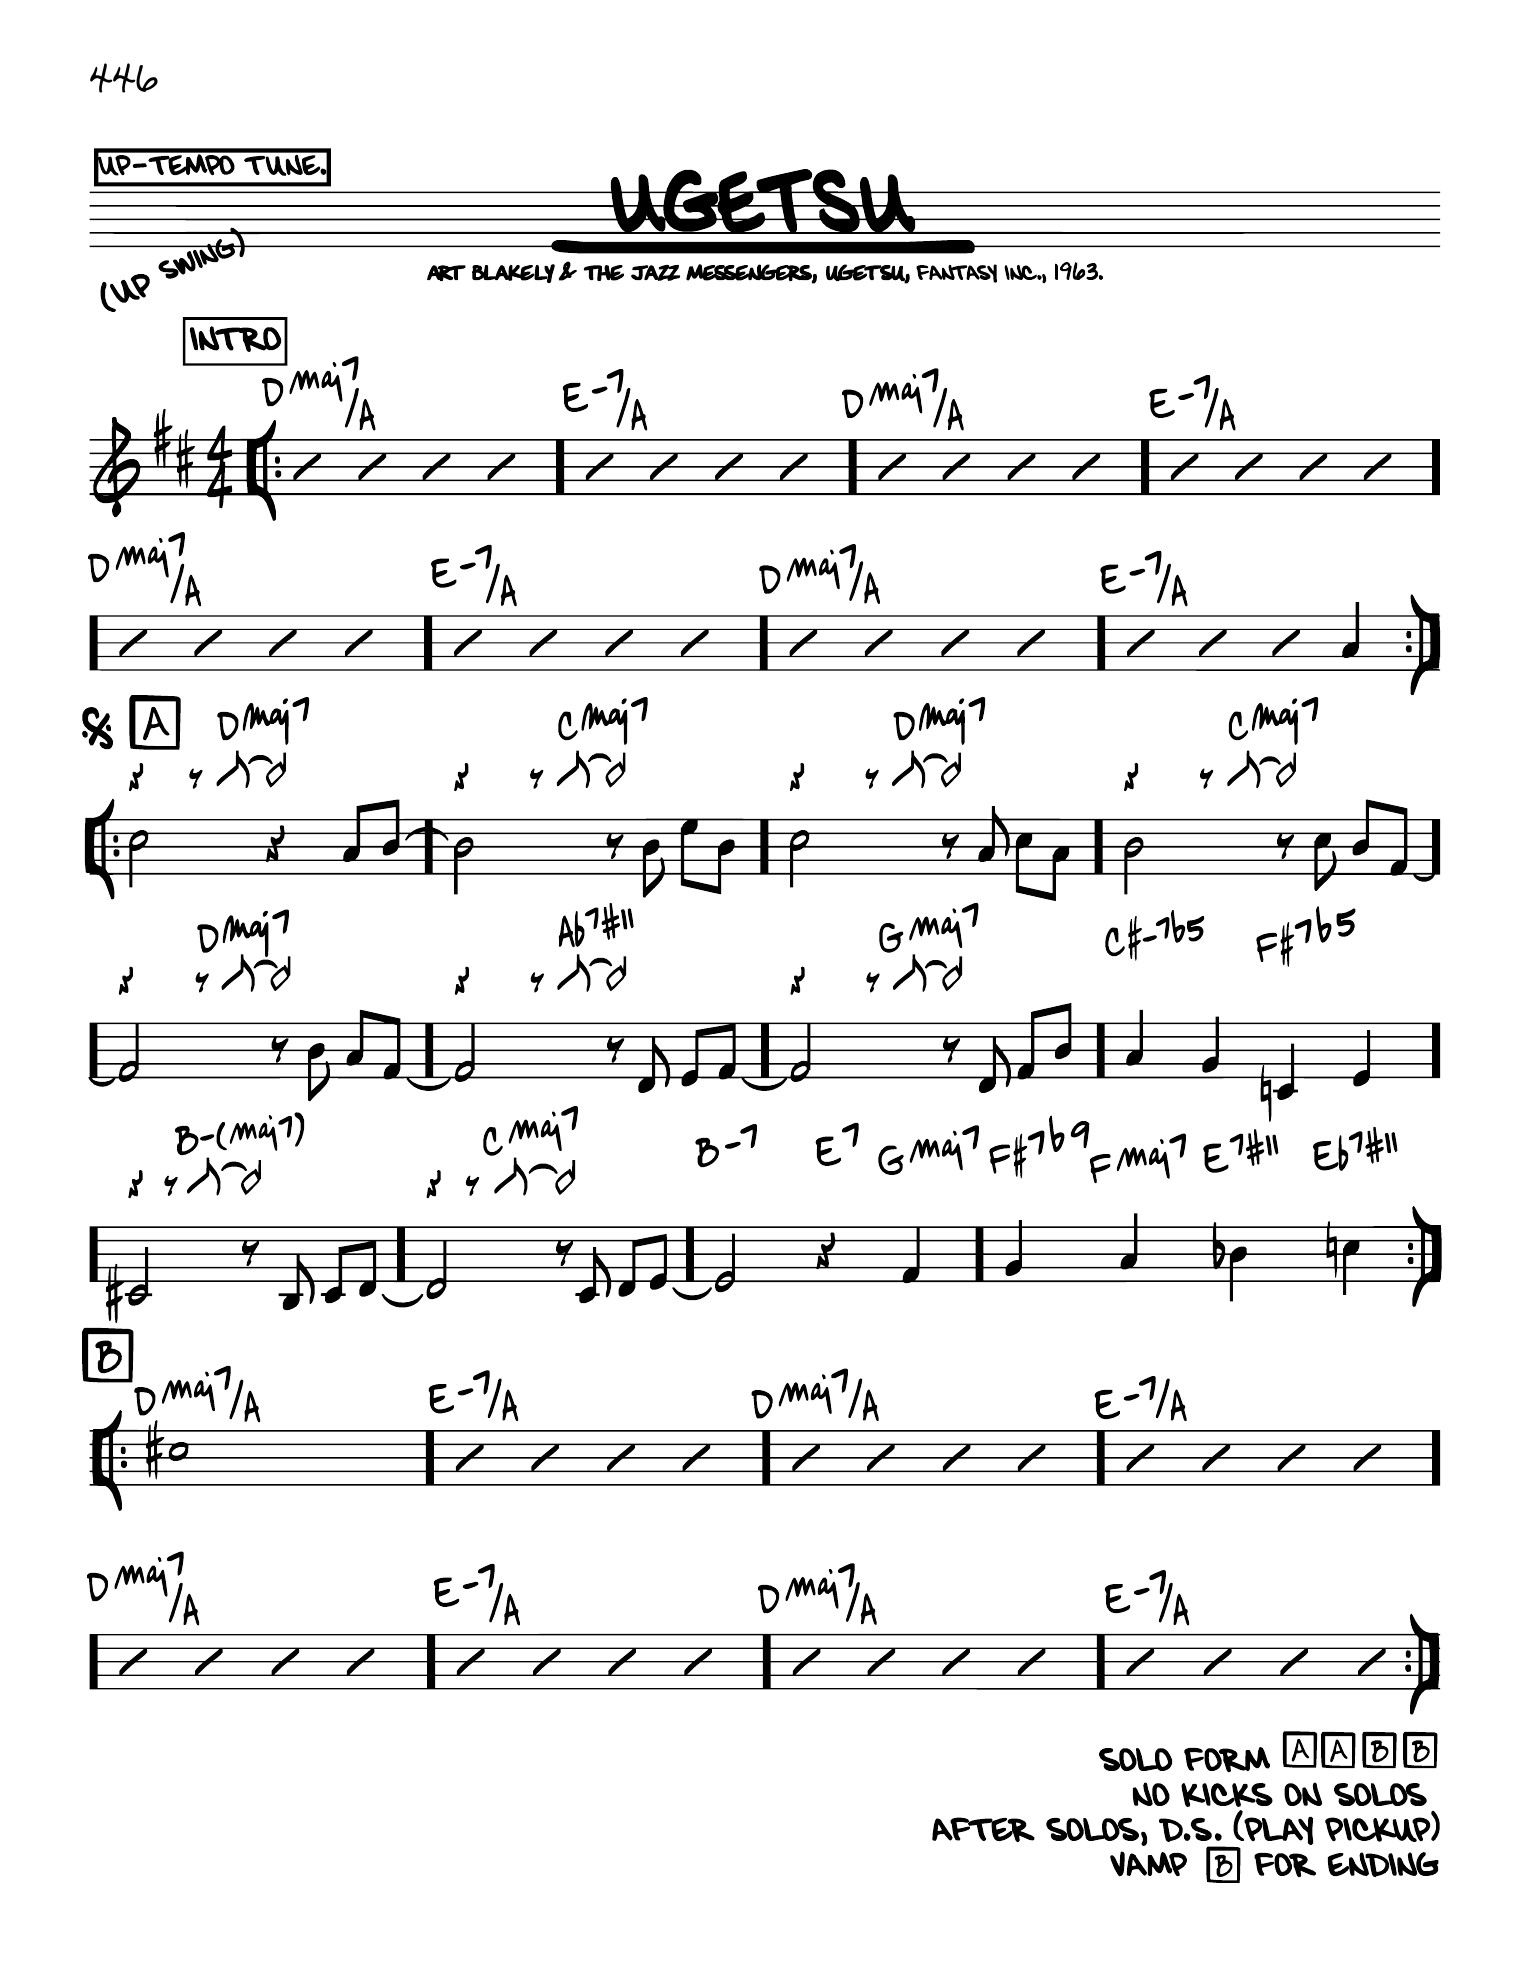 446
UP-TEMPO TUNE.
UGETSU
(UP SWING)
ART BLAKELY & THE JAZZ MESSENGERS, UGETSU, FANTASY INC., 1963.
INTRO
Dmaj7/A E-7/A Dmaj7/A E-7/A
4/4
Dmaj7/A E-7/A Dmaj7/A E-7/A
A Dmaj7 Cmaj7 Dmaj7 Cmaj7
Dmaj7 Ab7#11 Gmaj7 C#-7b5 F#7b5
B-(maj7) Cmaj7 B-7 E7 Gmaj7 F#7b9 Fmaj7 E7#11 Eb7#11
B
Dmaj7/A E-7/A Dmaj7/A E-7/A
Dmaj7/A E-7/A Dmaj7/A E-7/A
SOLO FORM A A B B
NO KICKS ON SOLOS
AFTER SOLOS, D.S. (PLAY PICKUP)
VAMP B FOR ENDING